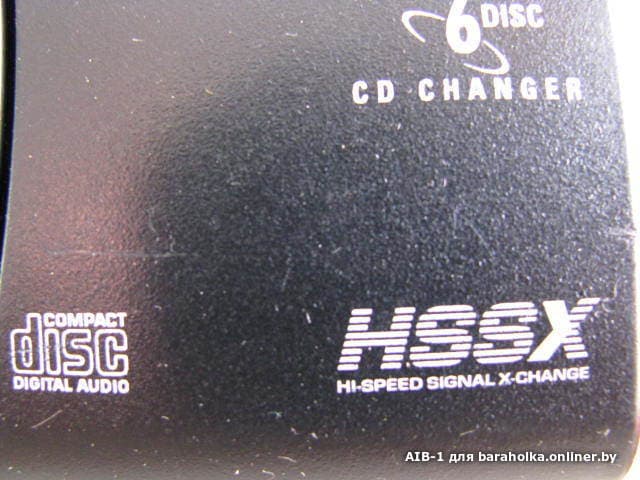 6 DISC
CD CHANGER
COMPACT
disc
DIGITAL AUDIO
HSSX
HI-SPEED SIGNAL X-CHANGE
AIB-1 для baraholka.onliner.by